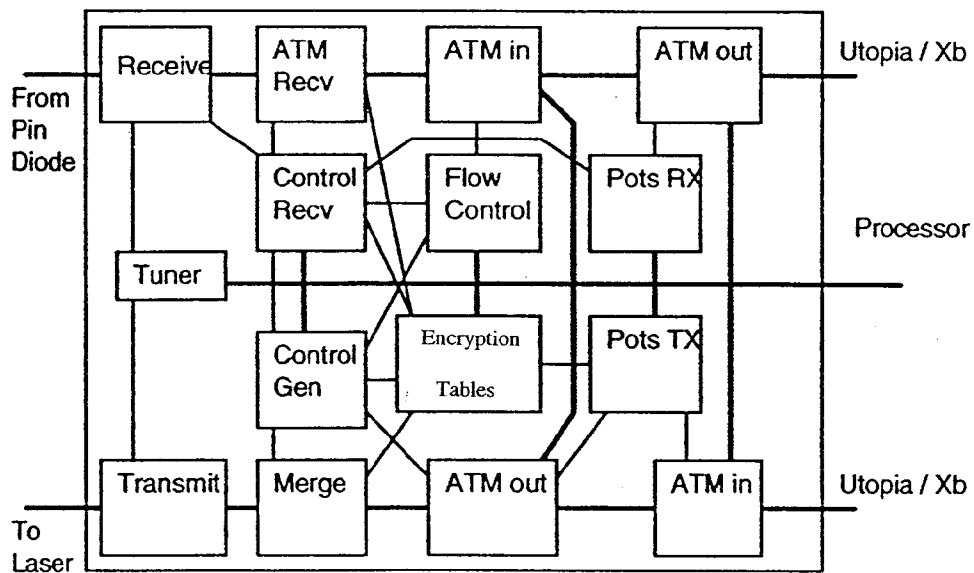 Receive
ATM
Recv
ATM in
ATM out
Utopia / Xb
From
Pin
Diode
Control
Recv
Flow
Control
Pots RX
Processor
Tuner
Control
Gen
Encryption
Tables
Pots TX
Transmit
Merge
ATM out
ATM in
Utopia / Xb
To
Laser